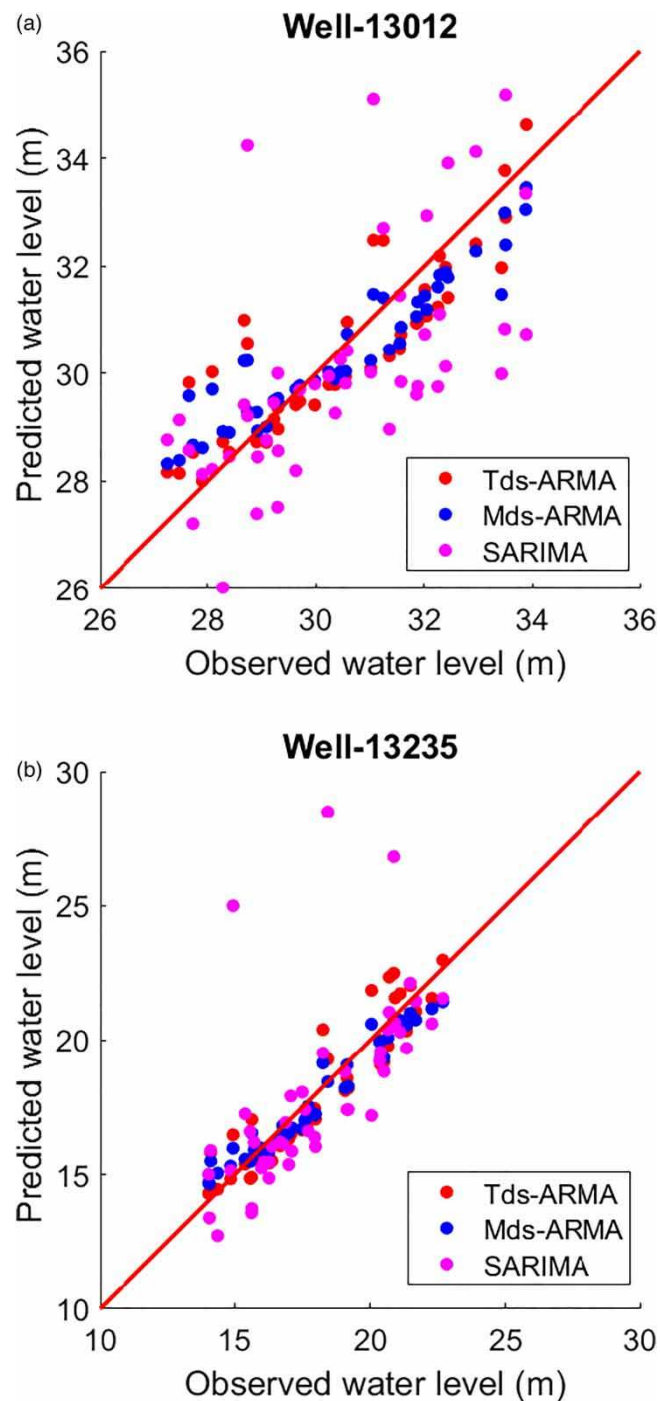 (a)
Well-13012
36
34
32
30
28
26
Predicted water level (m)
Tds-ARMA
Mds-ARMA
SARIMA
26 28 30 32 34 36
Observed water level (m)
(b)
Well-13235
30
25
20
15
10
Predicted water level (m)
Tds-ARMA
Mds-ARMA
SARIMA
10 15 20 25 30
Observed water level (m)